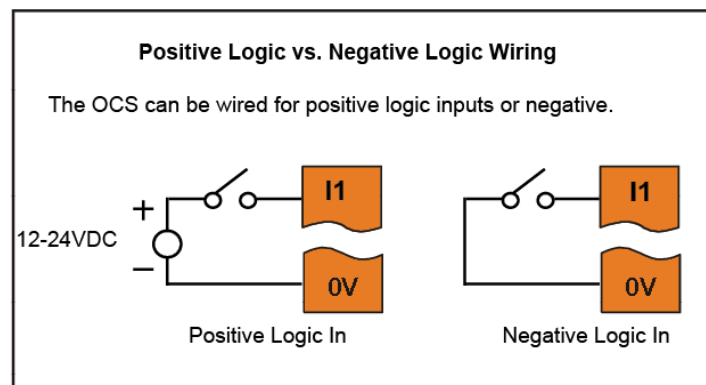 Positive Logic vs. Negative Logic Wiring
The OCS can be wired for positive logic inputs or negative.
I1
I1
+
12-24VDC
−
0V
0V
Positive Logic In
Negative Logic In